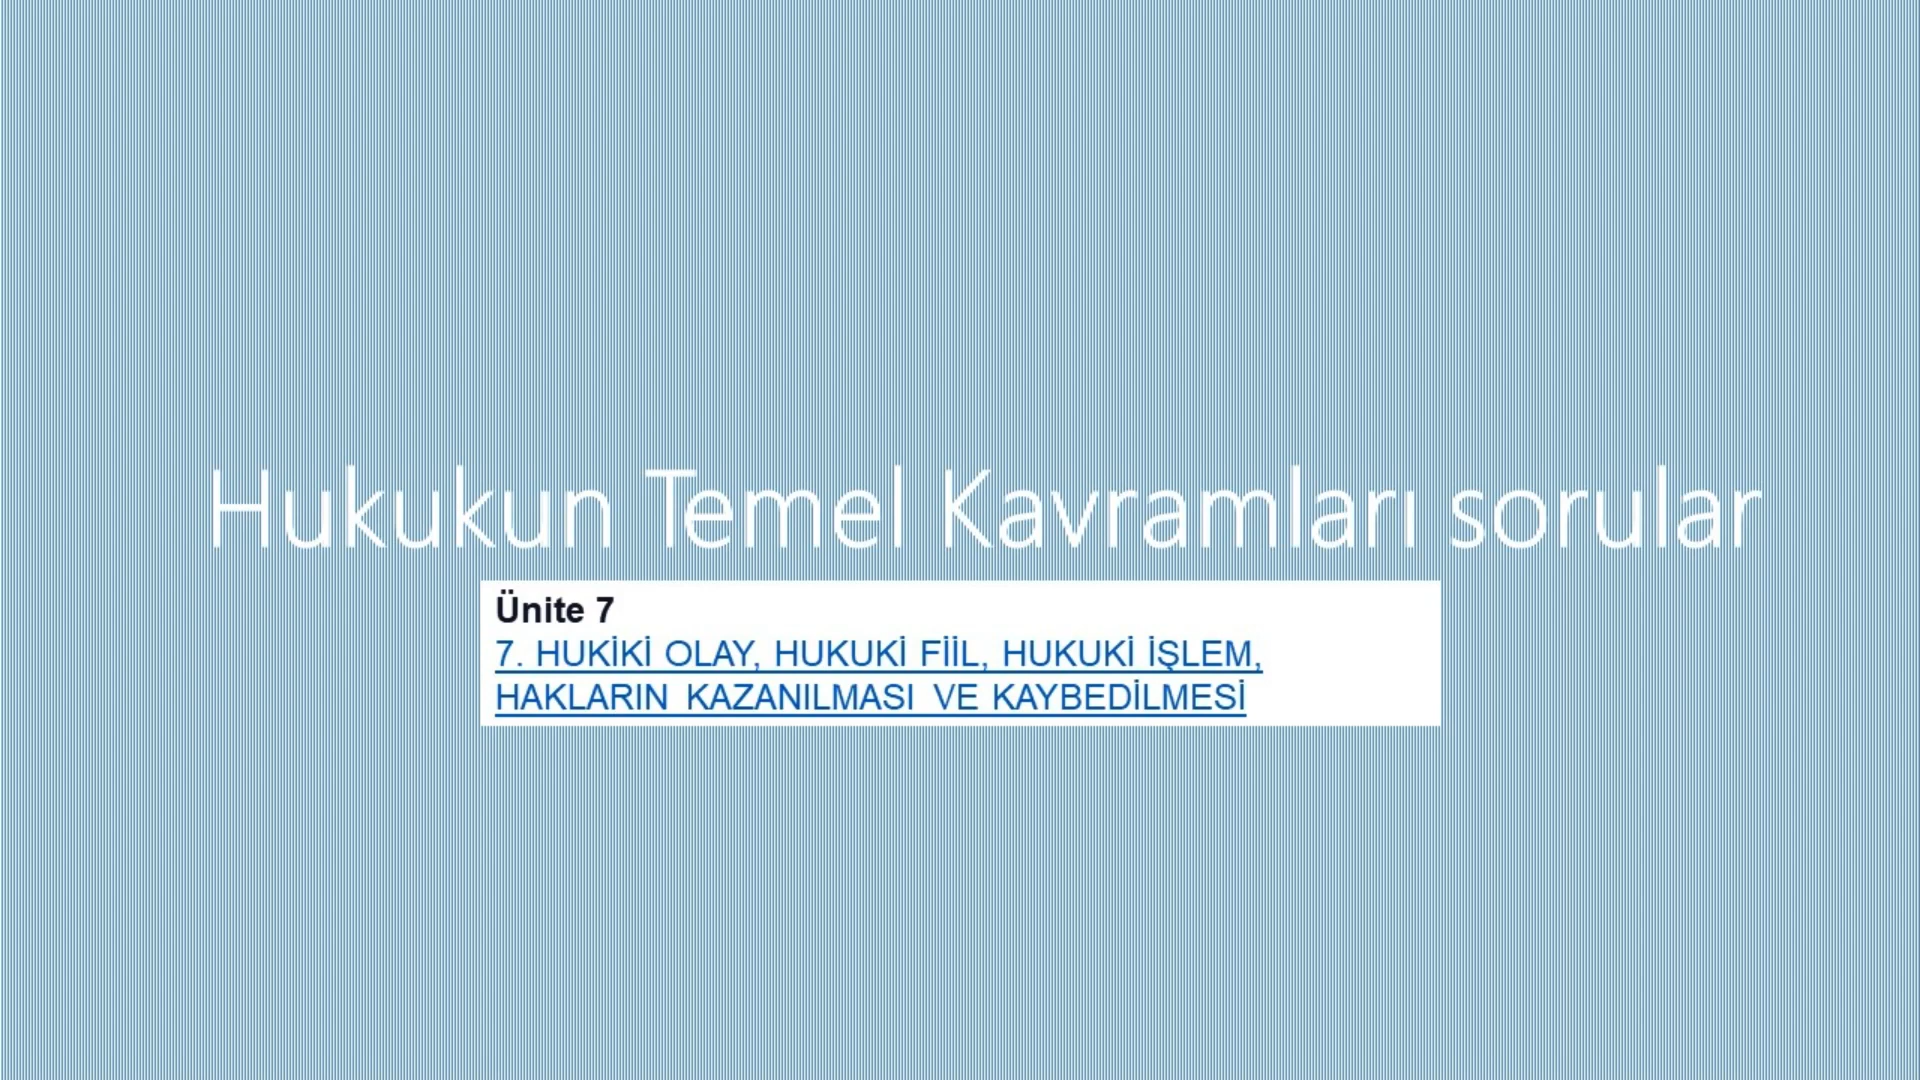 Hukukun Temel Kavramları sorular
Ünite 7
7. HUKİKİ OLAY, HUKUKİ FİİL, HUKUKİ İŞLEM,
HAKLARIN KAZANILMASI VE KAYBEDİLMESİ